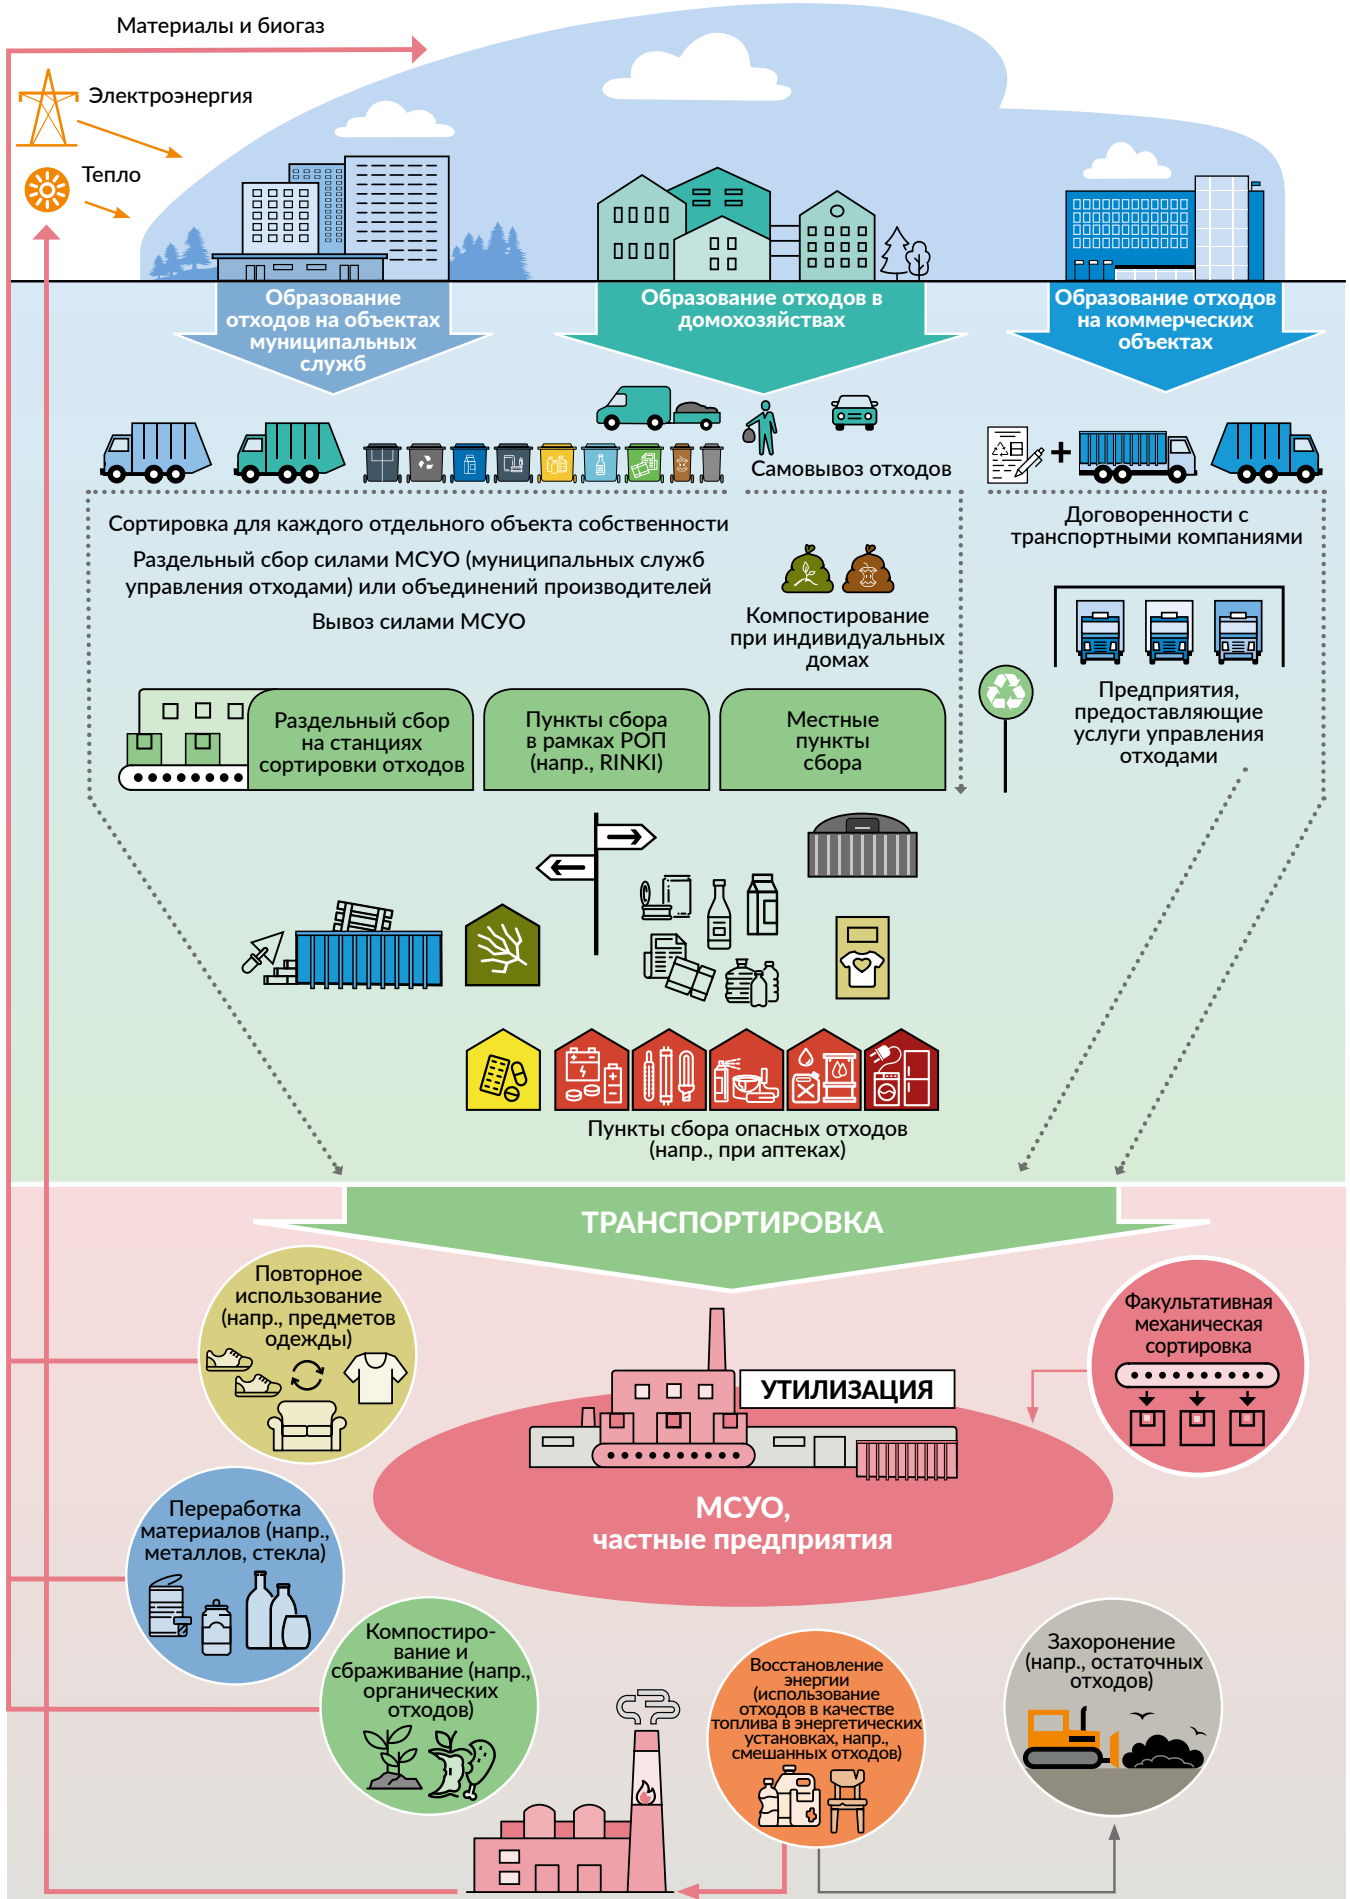 Материалы и биогаз
Электроэнергия
Тепло
Образование
отходов на объектах
муниципальных
служб
Образование отходов в
домохозяйствах
Образование отходов
на коммерческих
объектах
Самовывоз отходов
Сортировка для каждого отдельного объекта собственности
Раздельный сбор силами МСУО (муниципальных служб
управления отходами) или объединений производителей
Вывоз силами МСУО
Компостирование
при индивидуальных
домах
Договоренности с
транспортными компаниями
Предприятия,
предоставляющие
услуги управления
отходами
Раздельный сбор
на станциях
сортировки отходов
Пункты сбора
в рамках РОП
(напр., RINKI)
Местные
пункты
сбора
Пункты сбора опасных отходов
(напр., при аптеках)
ТРАНСПОРТИРОВКА
Повторное
использование
(напр., предметов
одежды)
Факультативная
механическая
сортировка
УТИЛИЗАЦИЯ
МСУО,
частные предприятия
Переработка
материалов (напр.,
металлов, стекла)
Компостиро-
вание и
сбраживание (напр.,
органических
отходов)
Восстановление
энергии
(использование
отходов в качестве
топлива в энергетических
установках, напр.,
смешанных отходов)
Захоронение
(напр., остаточных
отходов)